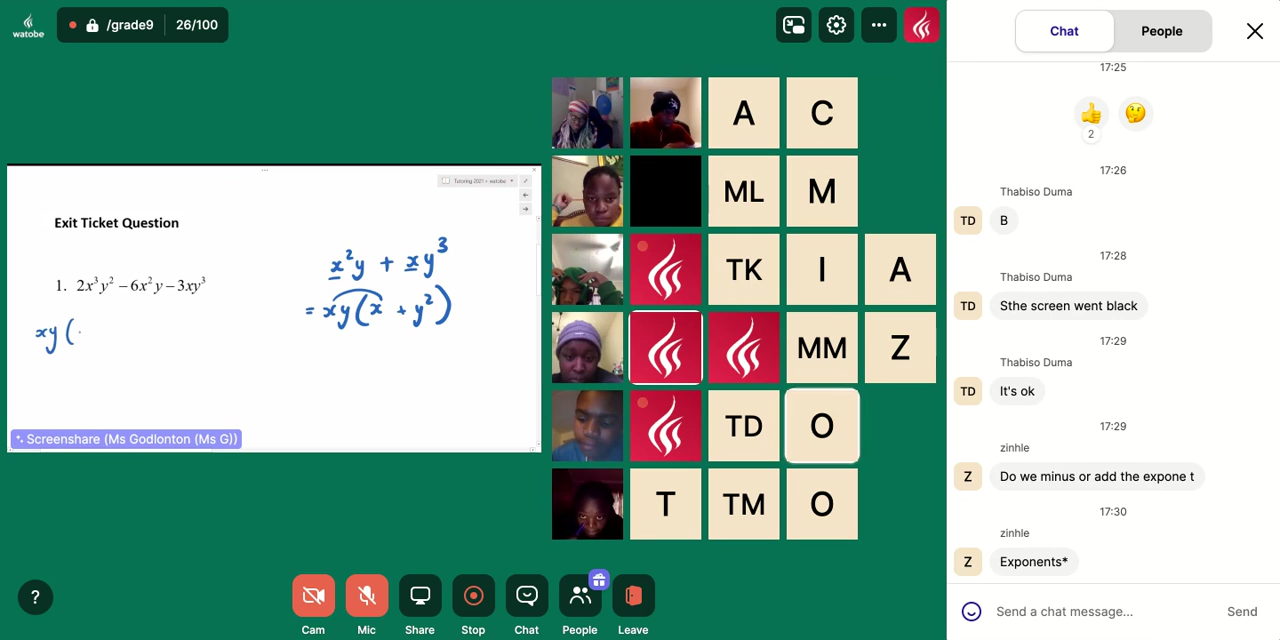 watobe
/grade9
26/100
Tutoring 2021 + watobe
Exit Ticket Question
1. 2x³y² – 6x²y – 3xy³
xy (
x²y + xy³
= xy(x + y²)
Screenshare (Ms Godlonton (Ms G))
A
C
ML
M
TK
I
A
MM
Z
TD
O
T
TM
O
?
Cam
Mic
Share
Stop
Chat
People
Leave
Chat
People
17:25
2
17:26
Thabiso Duma
TD
B
17:28
Thabiso Duma
TD
Sthe screen went black
17:29
Thabiso Duma
TD
It's ok
17:29
zinhle
Z
Do we minus or add the expone t
17:30
zinhle
Z
Exponents*
Send a chat message...
Send